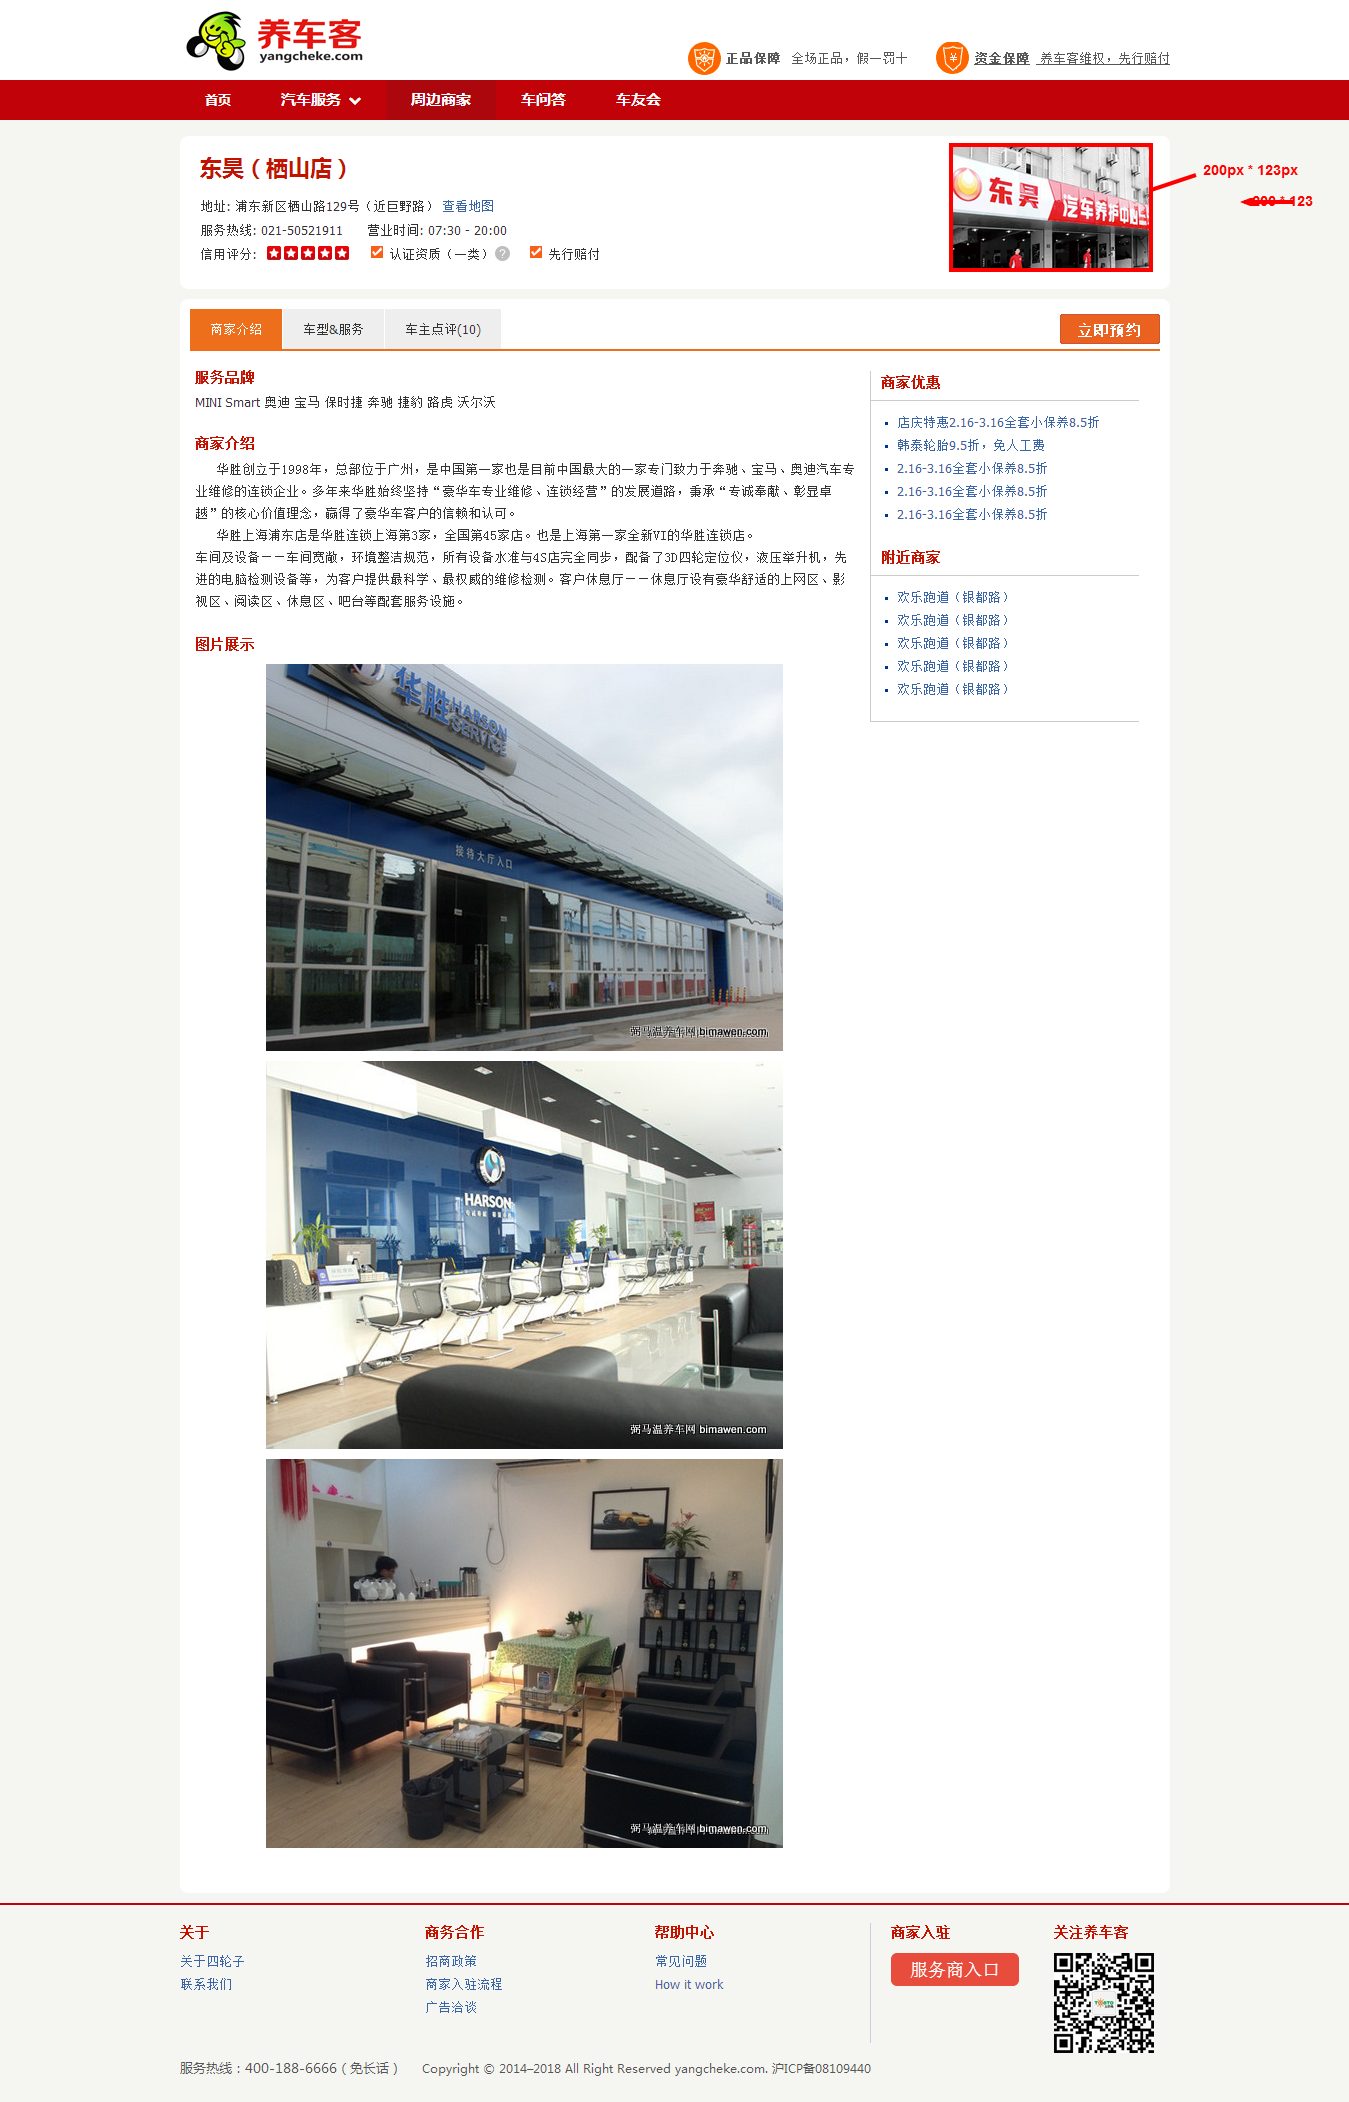 养车客
yangcheke.com
正品保障 全场正品，假一罚十
资金保障 养车客维权，先行赔付
首页 汽车服务 周边商家 车问答 车友会
东昊（栖山店）
地址: 浦东新区栖山路129号（近巨野路） 查看地图
服务热线: 021-50521911 营业时间: 07:30 - 20:00
信用评分: 认证资质（一类） ? 先行赔付
东昊 汽车养护中心
200px * 123px
200 * 123
商家介绍 车型&服务 车主点评(10)
立即预约
服务品牌
MINI Smart 奥迪 宝马 保时捷 奔驰 捷豹 路虎 沃尔沃
商家介绍
华胜创立于1998年，总部位于广州，是中国第一家也是目前中国最大的一家专门致力于奔驰、宝马、奥迪汽车专
业维修的连锁企业。多年来华胜始终坚持“豪华车专业维修、连锁经营”的发展道路，秉承“专诚奉献、彰显卓
越”的核心价值理念，赢得了豪华车客户的信赖和认可。
华胜上海浦东店是华胜连锁上海第3家，全国第45家店。也是上海第一家全新VI的华胜连锁店。
车间及设备——车间宽敞，环境整洁规范，所有设备水准与4S店完全同步，配备了3D四轮定位仪，液压举升机，先
进的电脑检测设备等，为客户提供最科学、最权威的维修检测。客户休息厅——休息厅设有豪华舒适的上网区、影
视区、阅读区、休息区、吧台等配套服务设施。
图片展示
华胜 HARSON SERVICE
接待大厅入口
弼马温养车网 bimawen.com
HARSON
弼马温养车网 bimawen.com
弼马温养车网 bimawen.com
商家优惠
店庆特惠2.16-3.16全套小保养8.5折
韩泰轮胎9.5折，免人工费
2.16-3.16全套小保养8.5折
2.16-3.16全套小保养8.5折
2.16-3.16全套小保养8.5折
附近商家
欢乐跑道（银都路）
欢乐跑道（银都路）
欢乐跑道（银都路）
欢乐跑道（银都路）
欢乐跑道（银都路）
关于
关于四轮子
联系我们
商务合作
招商政策
商家入驻流程
广告洽谈
帮助中心
常见问题
How it work
商家入驻
服务商入口
关注养车客
服务热线：400-188-6666（免长话） Copyright © 2014–2018 All Right Reserved yangcheke.com. 沪ICP备08109440